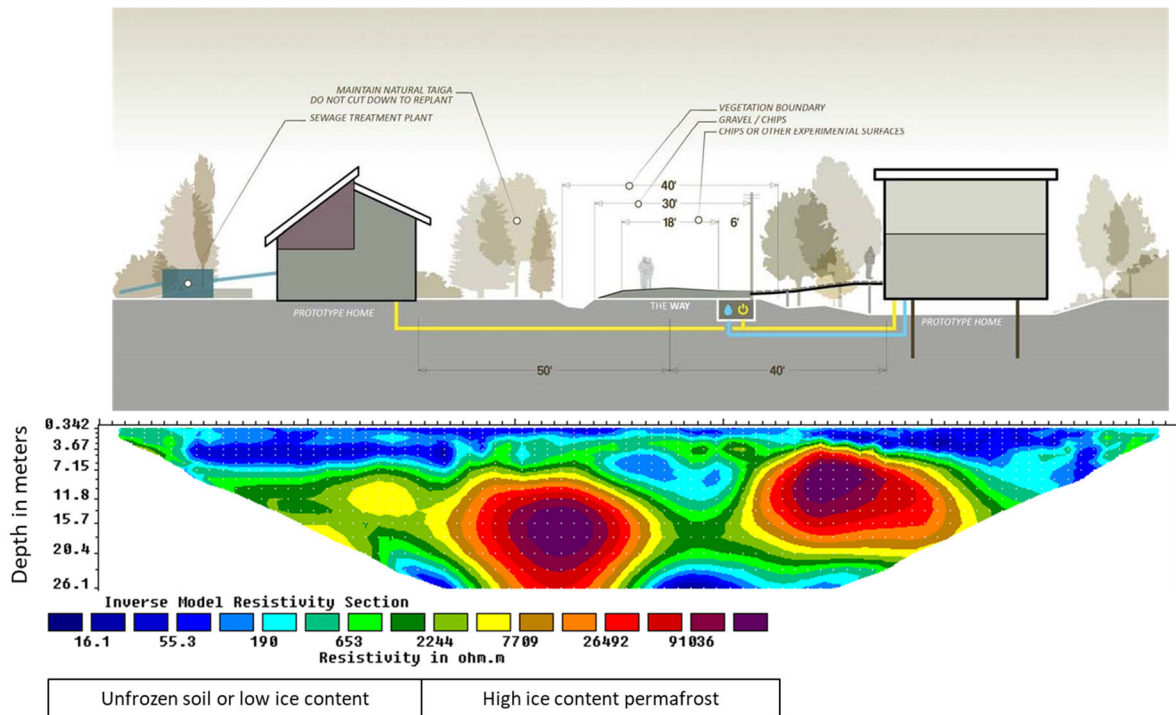 MAINTAIN NATURAL TAIGA
DO NOT CUT DOWN TO REPLANT
SEWAGE TREATMENT PLANT
VEGETATION BOUNDARY
GRAVEL / CHIPS
CHIPS OR OTHER EXPERIMENTAL SURFACES
40'
30'
18' 6'
THE WAY
PROTOTYPE HOME
PROTOTYPE HOME
50' 40'
Depth in meters
0.342
3.67
7.15
11.8
15.7
20.4
26.1
Inverse Model Resistivity Section
16.1 55.3 190 653 2244 7709 26492 91036
Resistivity in ohm.m
Unfrozen soil or low ice content High ice content permafrost